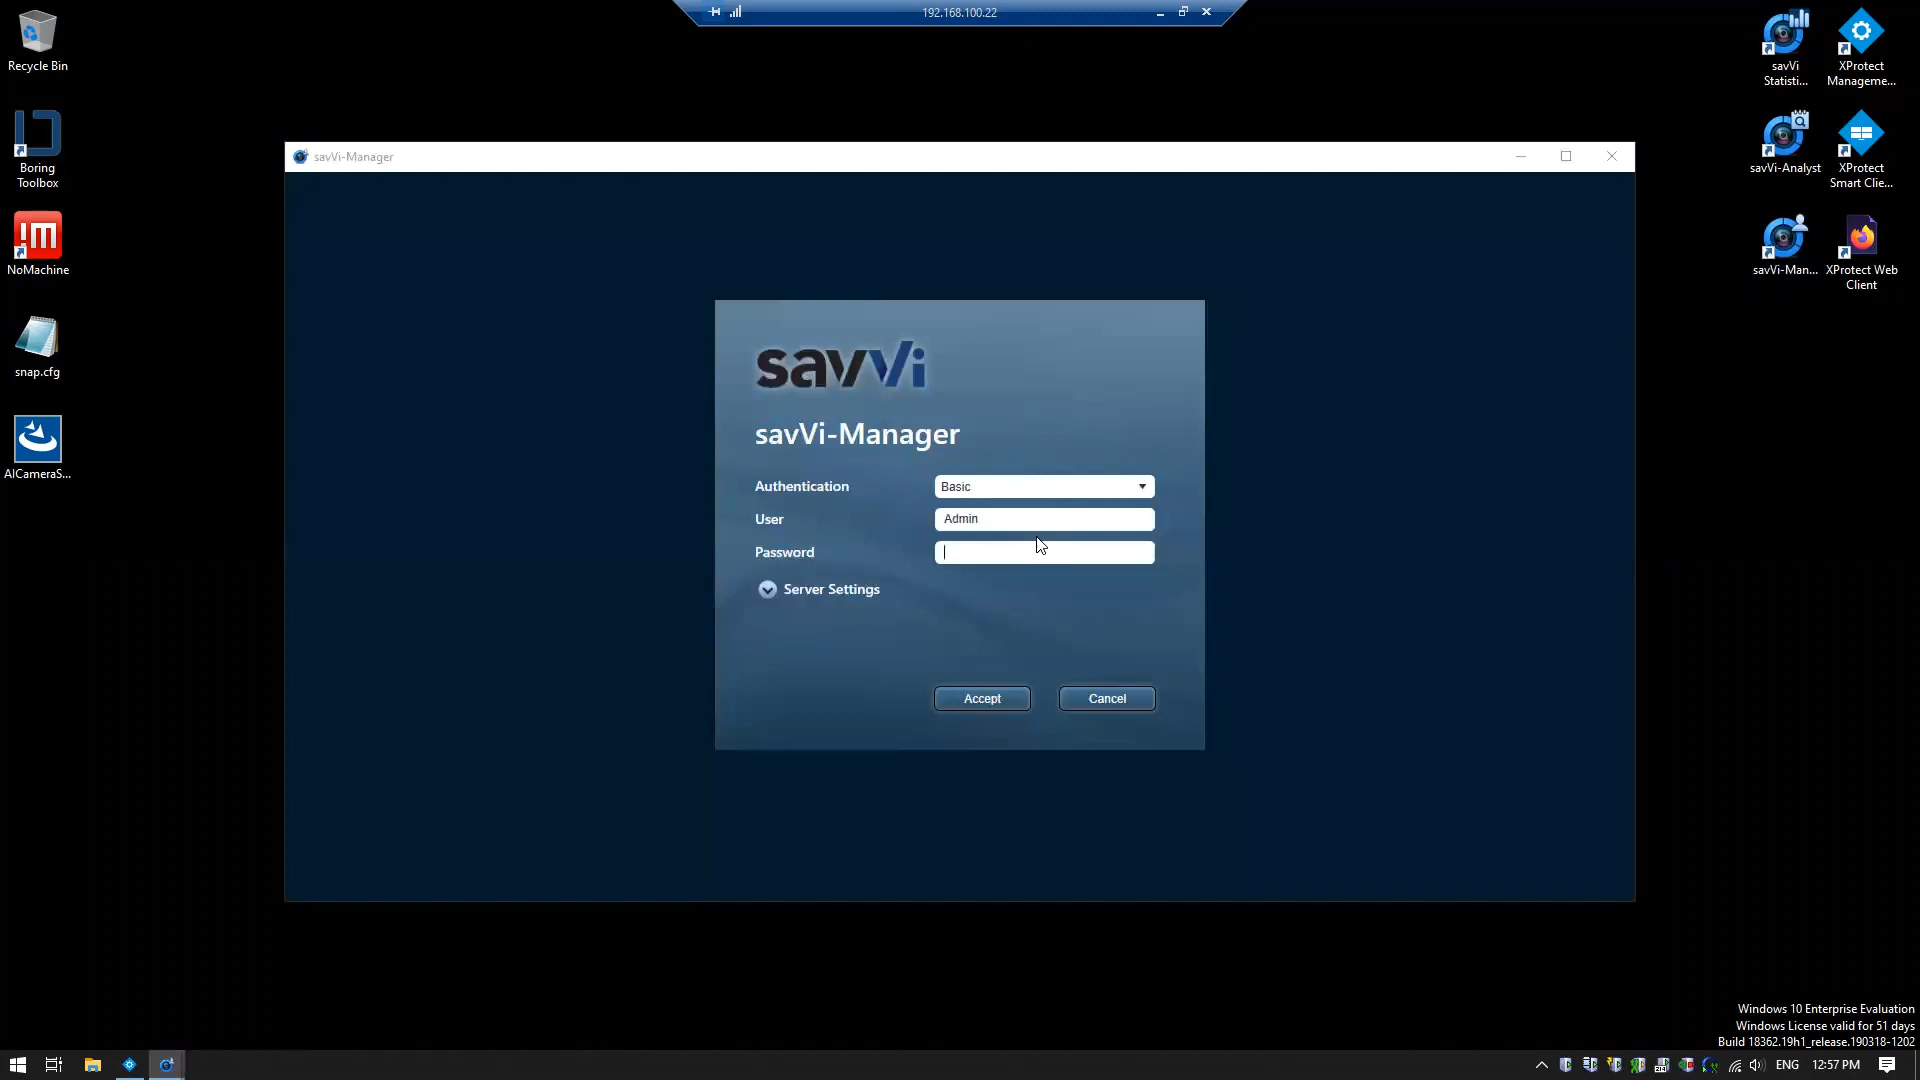 192.168.100.22
Recycle Bin
Boring
Toolbox
NoMachine
snap.cfg
AICameraS...
savVi
Statisti...
XProtect
Manageme...
savVi-Analyst
XProtect
Smart Clie...
savVi-Man...
XProtect Web
Client
savVi-Manager
savVi
savVi-Manager
Authentication
Basic
User
Admin
Password
Server Settings
Accept
Cancel
Windows 10 Enterprise Evaluation
Windows License valid for 51 days
Build 18362.19h1_release.190318-1202
ENG
12:57 PM